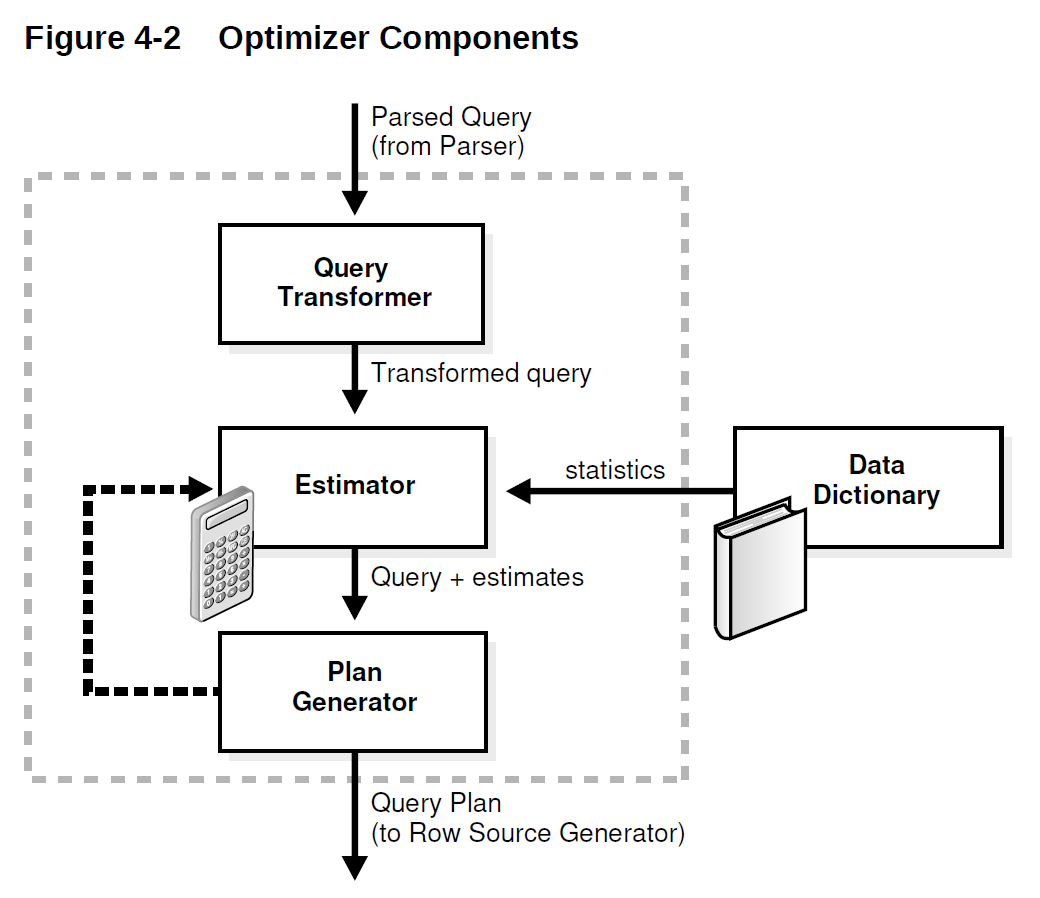 Figure 4-2 Optimizer Components
Parsed Query
(from Parser)
Query
Transformer
Transformed query
Estimator
statistics
Data
Dictionary
Query + estimates
Plan
Generator
Query Plan
(to Row Source Generator)